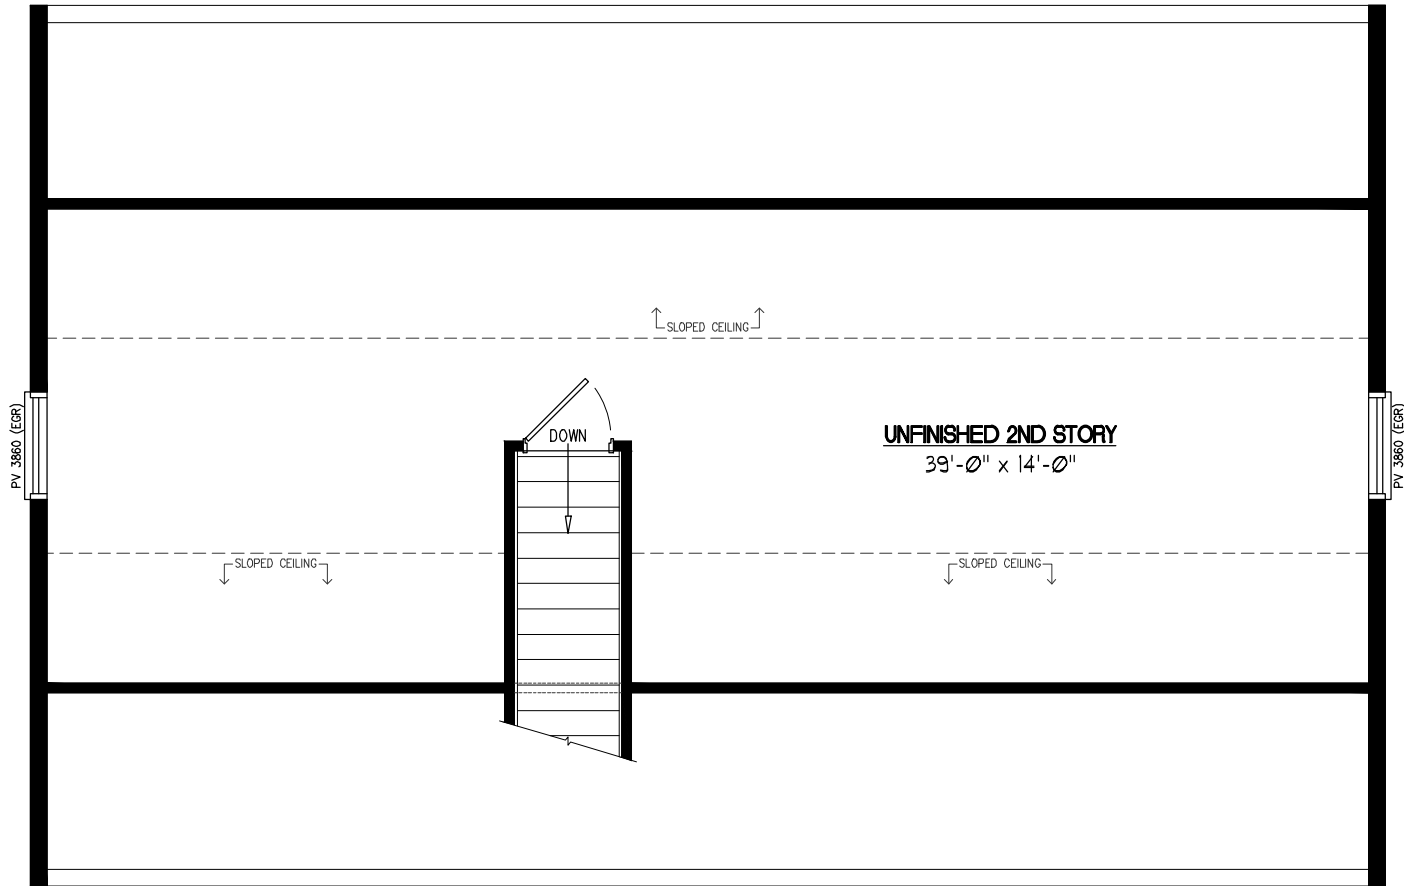 SLOPED CEILING
PV 3860 (EGR)
DOWN
UNFINISHED 2ND STORY
39'-0" x 14'-0"
PV 3860 (EGR)
SLOPED CEILING
SLOPED CEILING